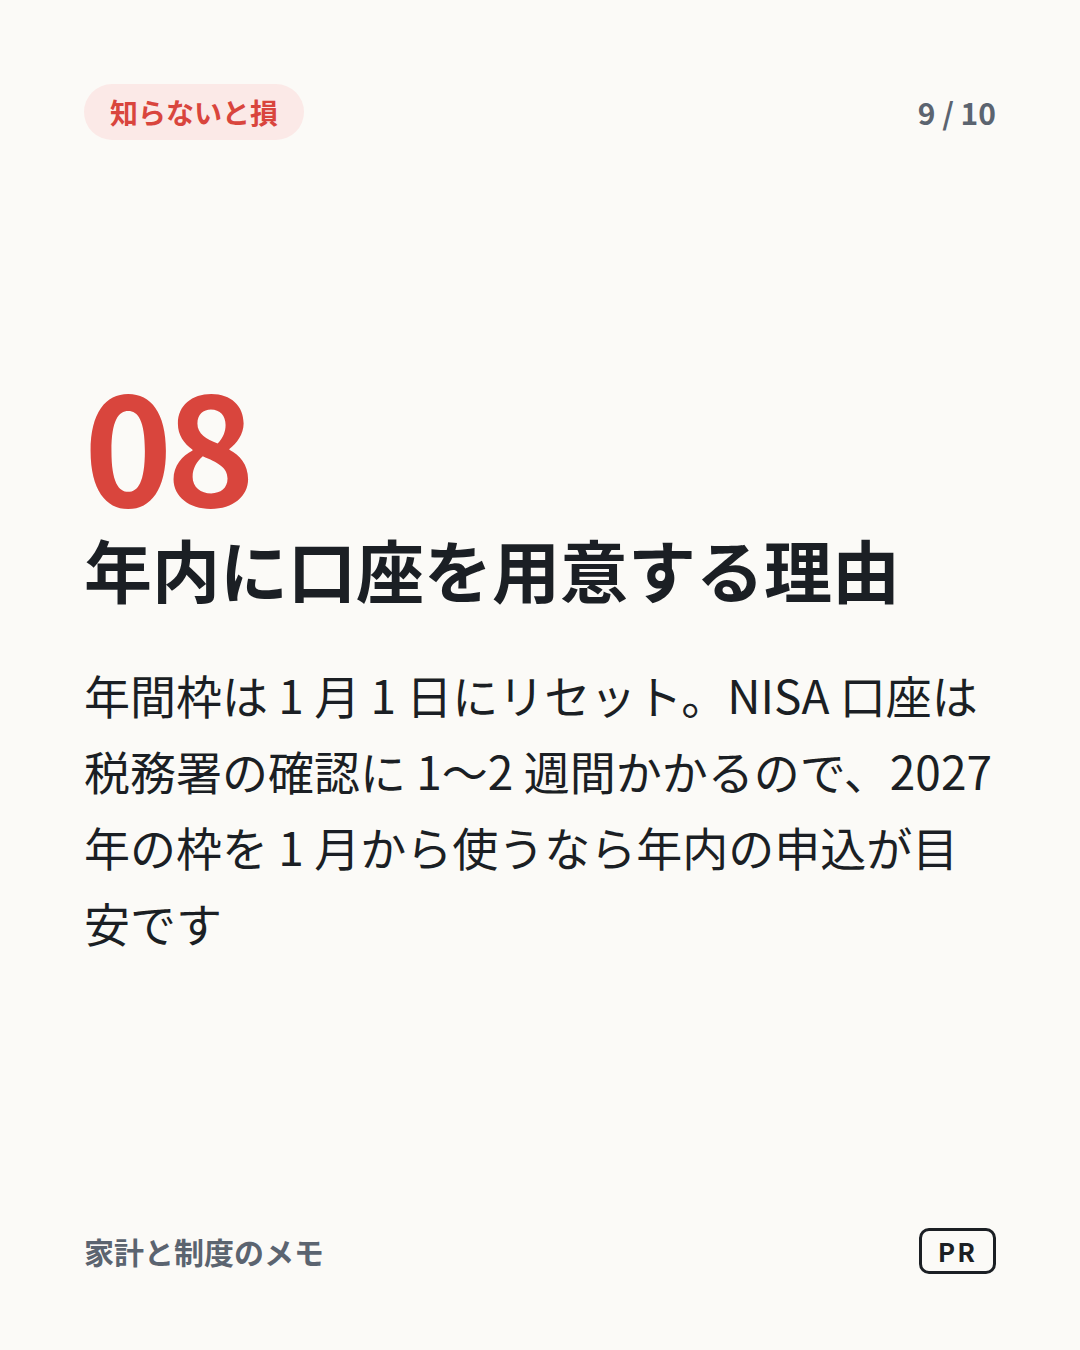 知らないと損
9 / 10
08
年内に口座を用意する理由
年間枠は 1 月 1 日にリセット。NISA 口座は
税務署の確認に 1〜2 週間かかるので、2027
年の枠を 1 月から使うなら年内の申込が目
安です
家計と制度のメモ
PR